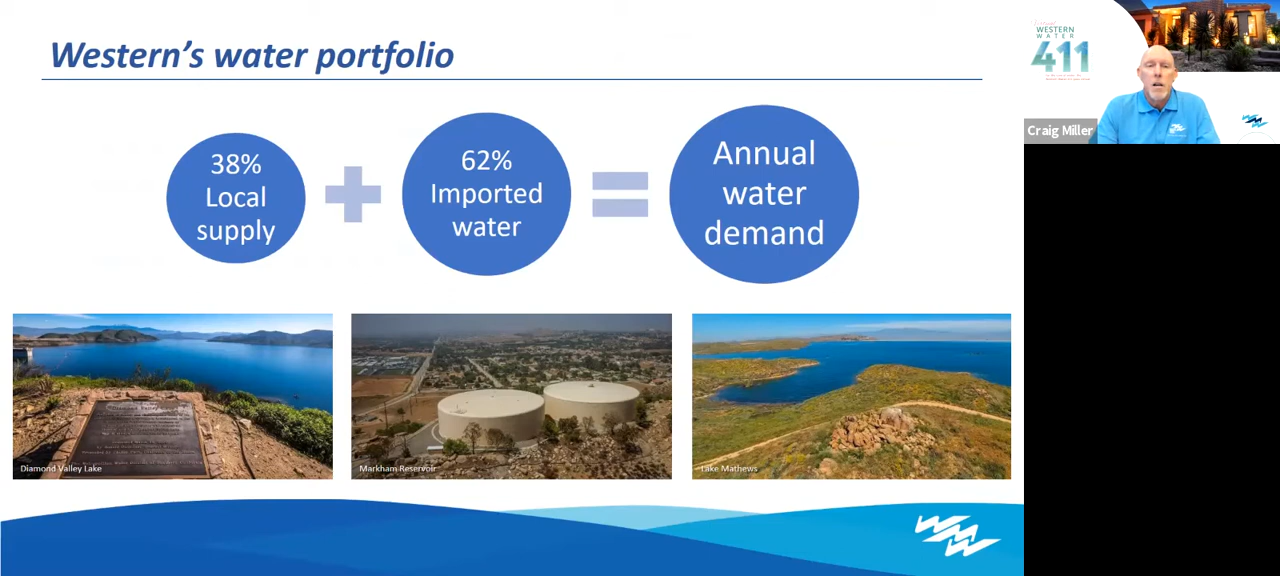 Western's water portfolio
38%
Local
supply
62%
Imported
water
Annual
water
demand
Diamond Valley Lake
Markham Reservoir
Lake Mathews
WESTERN
WATER
411
Craig Miller